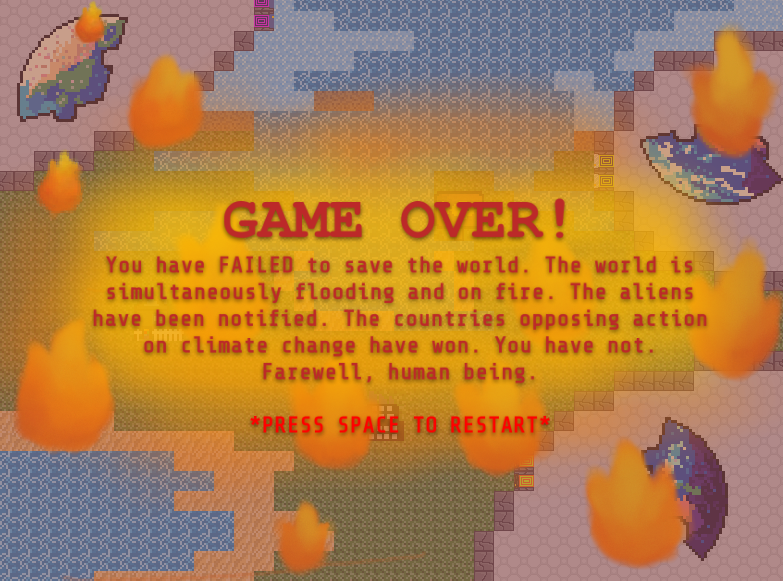 GAME OVER!
You have FAILED to save the world. The world is
simultaneously flooding and on fire. The aliens
have been notified. The countries opposing action
on climate change have won. You have not.
Farewell, human being.
*PRESS SPACE TO RESTART*